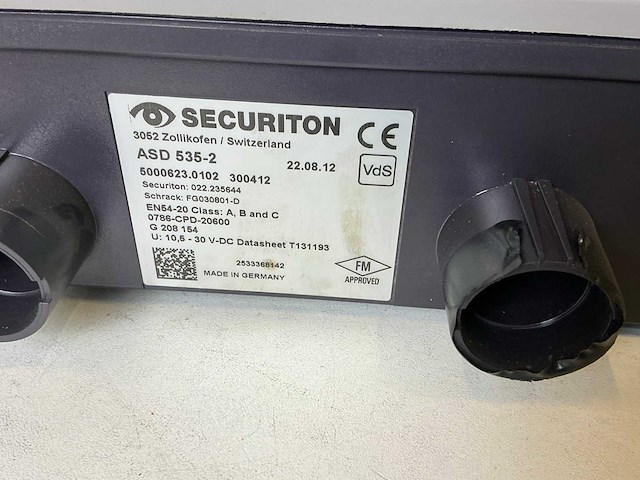 SECURITON
3052 Zollikofen / Switzerland
CE
ASD 535-2 22.08.12
VdS
5000623.0102 300412
Securiton: 022.235644
Schrack: FG030801-D
EN54-20 Class: A, B and C
0786-CPD-20600
G 208 154
U: 10,5 - 30 V-DC Datasheet T131193
2533368142
MADE IN GERMANY
FM
APPROVED